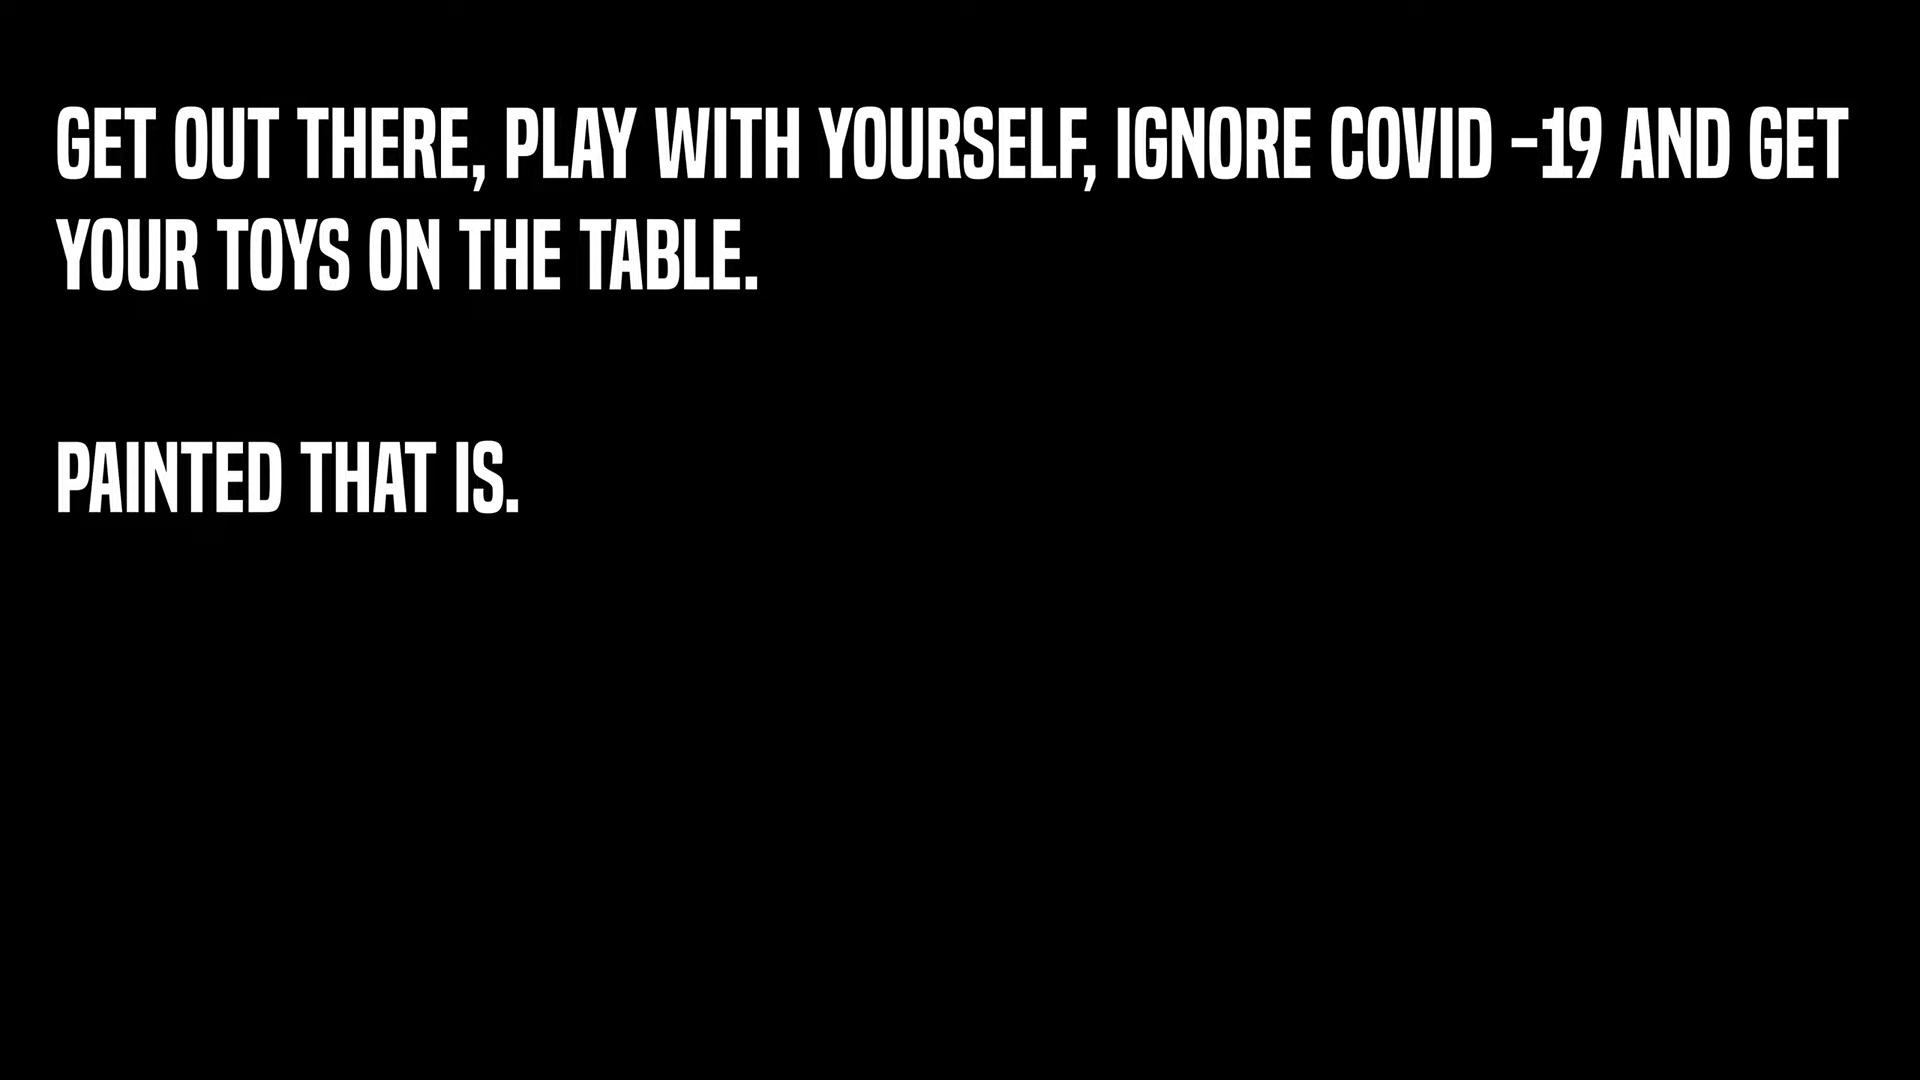 GET OUT THERE, PLAY WITH YOURSELF, IGNORE COVID -19 AND GET
YOUR TOYS ON THE TABLE.
PAINTED THAT IS.